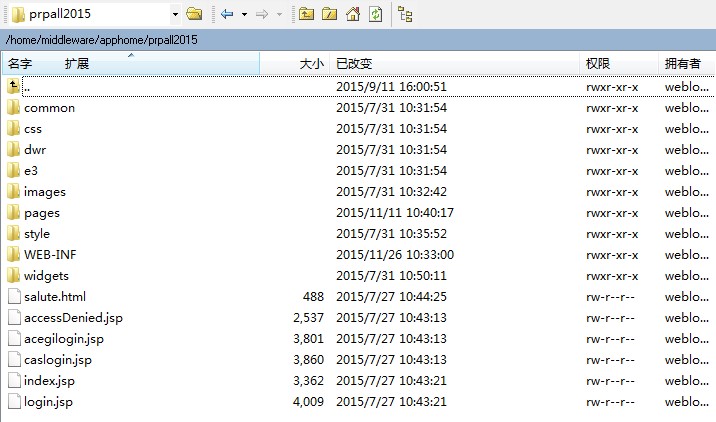 prpall2015
/home/middleware/apphome/prpall2015
名字 扩展 大小 已改变 权限 拥有者
.. 2015/9/11 16:00:51 rwxr-xr-x weblo...
common 2015/7/31 10:31:54 rwxr-xr-x weblo...
css 2015/7/31 10:31:54 rwxr-xr-x weblo...
dwr 2015/7/31 10:31:54 rwxr-xr-x weblo...
e3 2015/7/31 10:31:54 rwxr-xr-x weblo...
images 2015/7/31 10:32:42 rwxr-xr-x weblo...
pages 2015/11/11 10:40:17 rwxr-xr-x weblo...
style 2015/7/31 10:35:52 rwxr-xr-x weblo...
WEB-INF 2015/11/26 10:33:00 rwxr-xr-x weblo...
widgets 2015/7/31 10:50:11 rwxr-xr-x weblo...
salute.html 488 2015/7/27 10:44:25 rw-r--r-- weblo...
accessDenied.jsp 2,537 2015/7/27 10:43:13 rw-r--r-- weblo...
acegilogin.jsp 3,801 2015/7/27 10:43:13 rw-r--r-- weblo...
caslogin.jsp 3,860 2015/7/27 10:43:13 rw-r--r-- weblo...
index.jsp 3,362 2015/7/27 10:43:21 rw-r--r-- weblo...
login.jsp 4,009 2015/7/27 10:43:21 rw-r--r-- weblo...